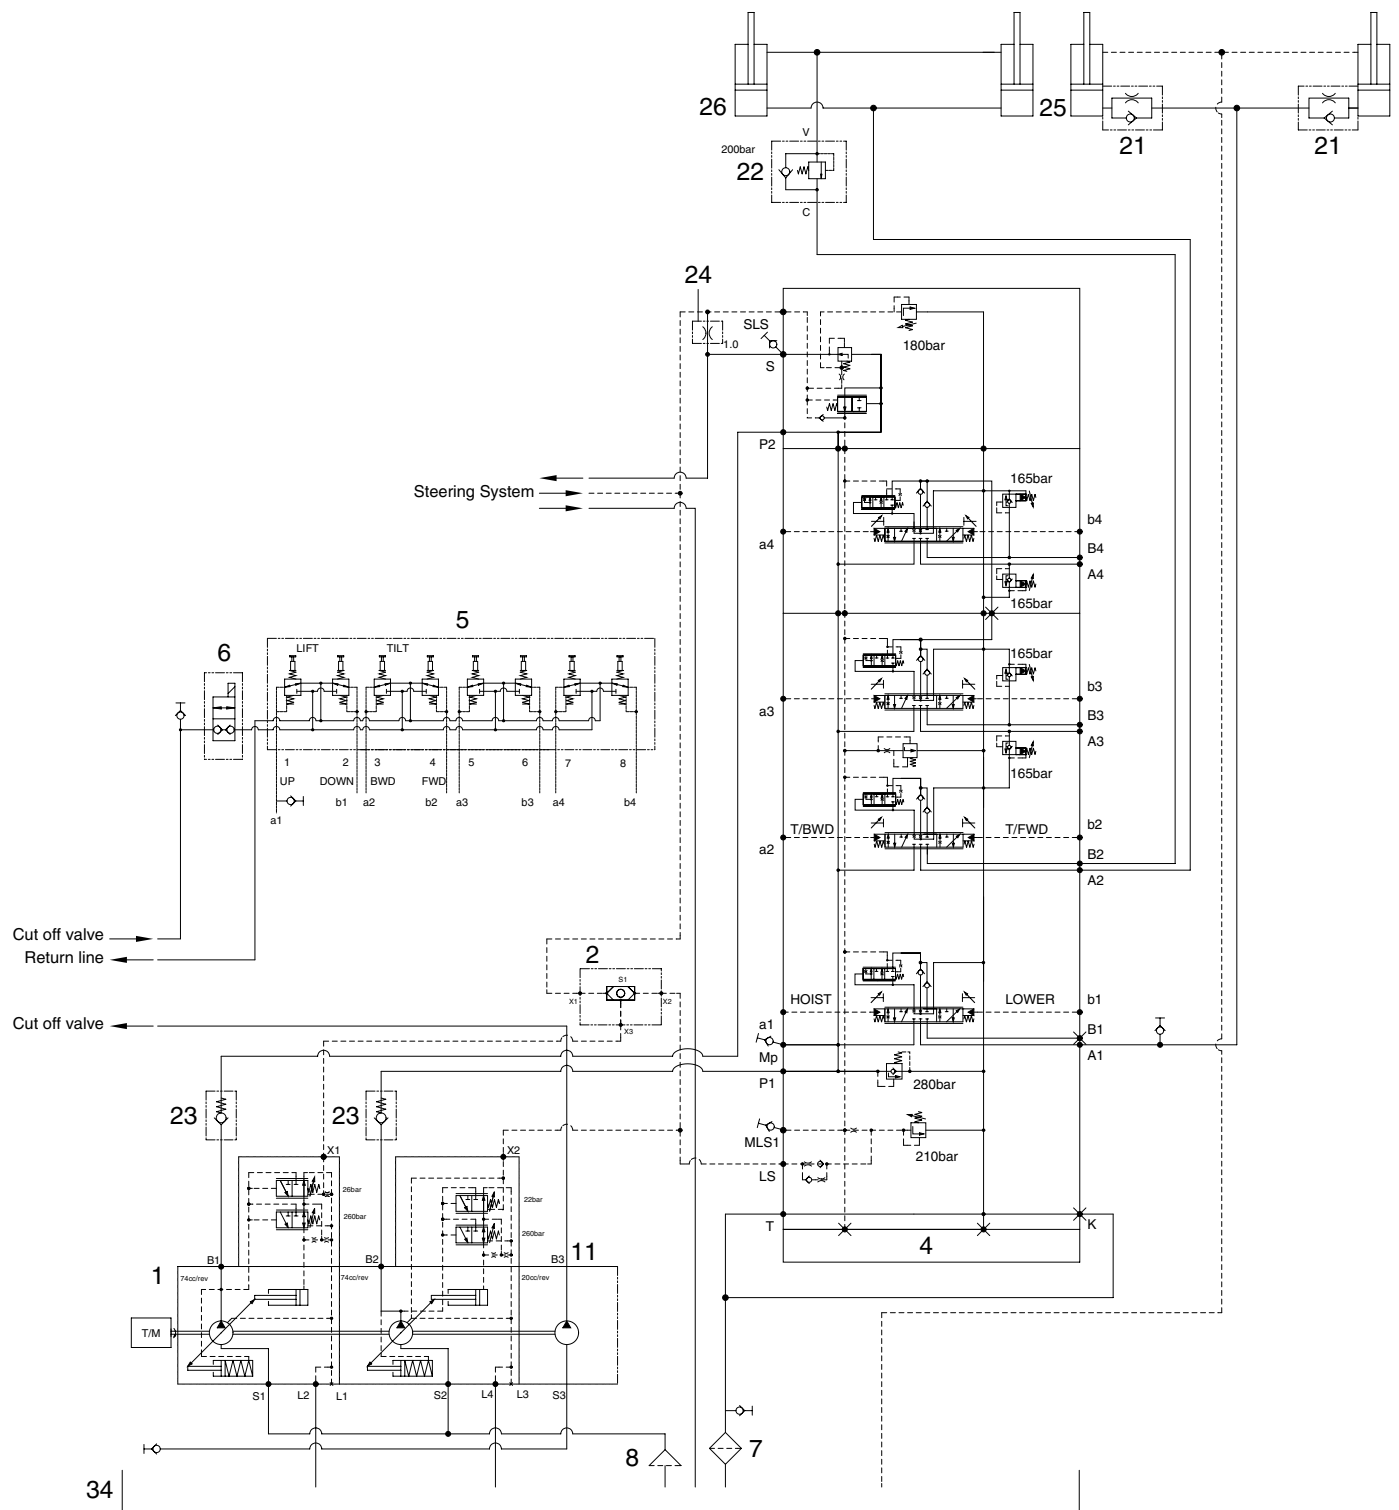 26
25
21
21
V
200bar
22
C
24
SLS
1.0
S
180bar
P2
Steering System
165bar
b4
a4
B4
A4
165bar
5
6
LIFT
TILT
165bar
b3
a3
B3
A3
165bar
1 2 3 4 5 6 7 8
UP DOWN BWD FWD
a1 b1 a2 b2 a3 b3 a4 b4
T/BWD T/FWD
b2
a2
B2
A2
Cut off valve
Return line
2
S1
X1 X2
X3
HOIST LOWER
b1
Cut off valve
a1
B1
Mp
A1
P1
280bar
23
23
MLS1
210bar
LS
X1
X2
26bar
22bar
260bar
260bar
T
K
4
B1 B2 B3 11
1
74cc/rev 74cc/rev 20cc/rev
T/M
S1 L2 L1 S2 L4 L3 S3
8
7
34